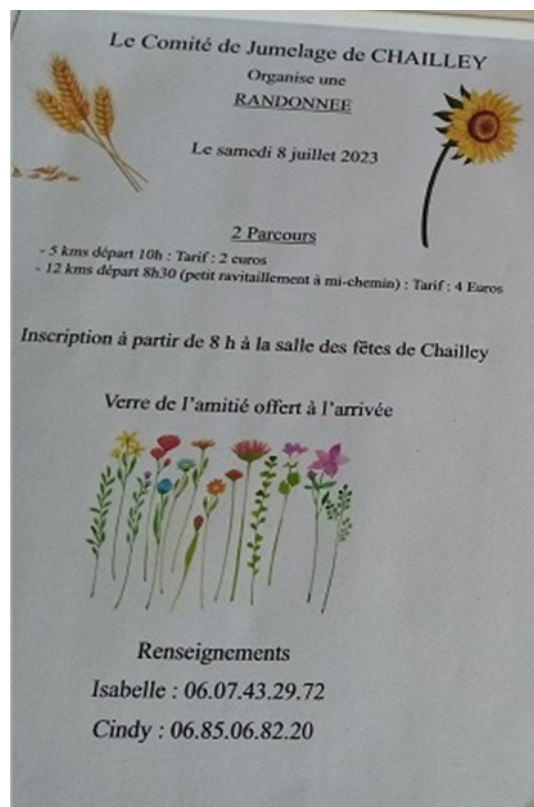 Le Comité de Jumelage de CHAILLEY
Organise une
RANDONNEE
Le samedi 8 juillet 2023
2 Parcours
- 5 kms départ 10h : Tarif : 2 euros
- 12 kms départ 8h30 (petit ravitaillement à mi-chemin) : Tarif : 4 Euros
Inscription à partir de 8 h à la salle des fêtes de Chailley
Verre de l'amitié offert à l'arrivée
Renseignements
Isabelle : 06.07.43.29.72
Cindy : 06.85.06.82.20